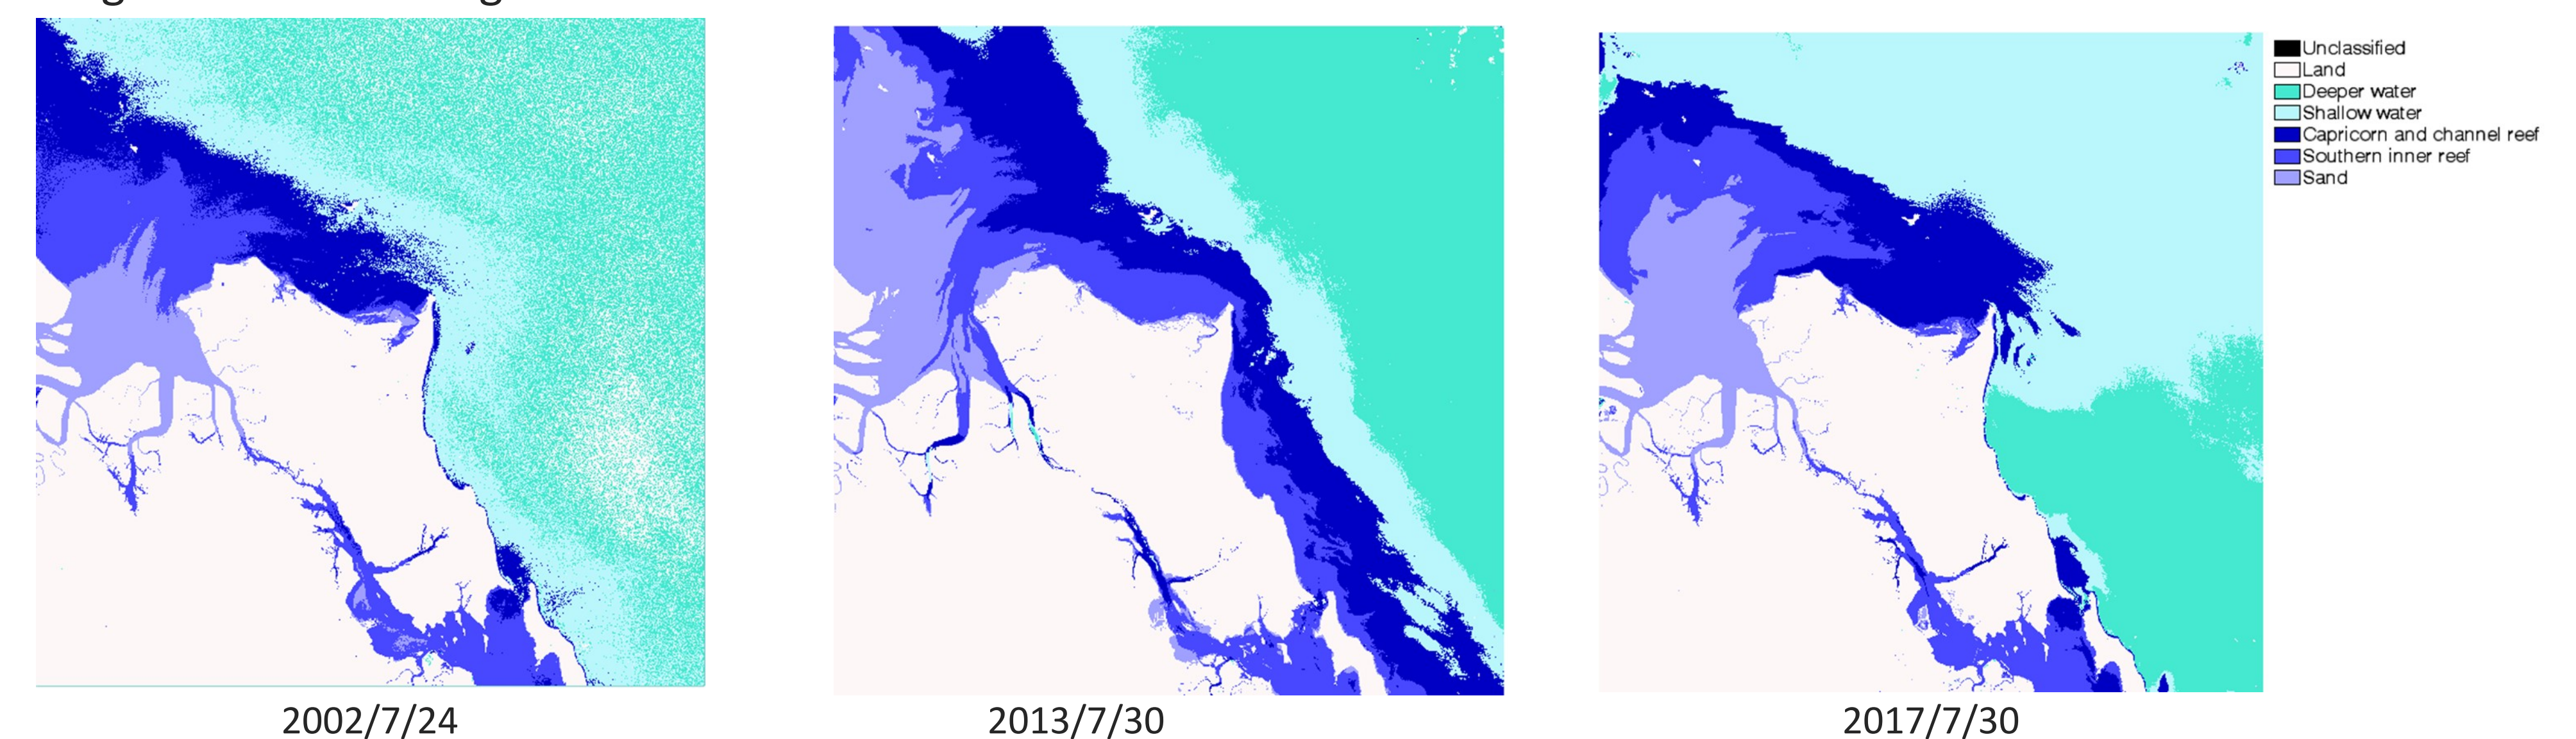 Unclassified
Land
Deeper water
Shallow water
Capricorn and channel reef
Southern inner reef
Sand
2002/7/24
2013/7/30
2017/7/30